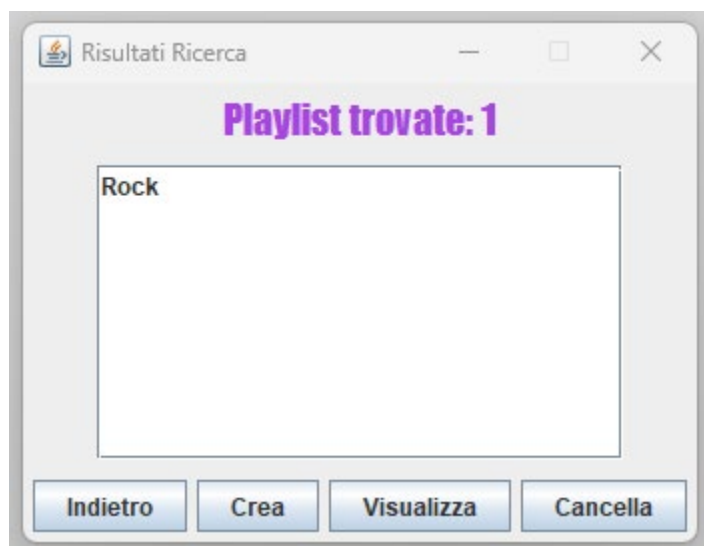 Risultati Ricerca
Playlist trovate: 1
Rock
Indietro Crea Visualizza Cancella